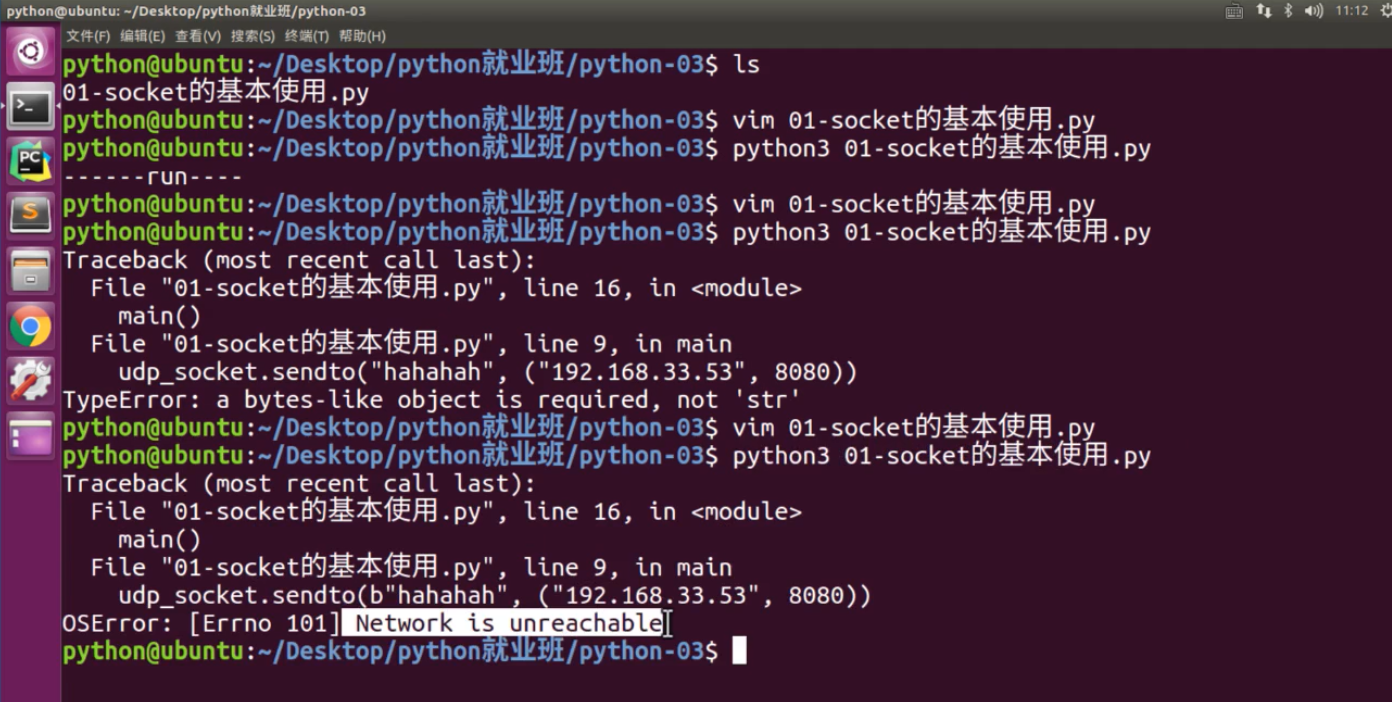 python@ubuntu: ~/Desktop/python就业班/python-03
11:12
文件(F) 编辑(E) 查看(V) 搜索(S) 终端(T) 帮助(H)
python@ubuntu:~/Desktop/python就业班/python-03$ ls
01-socket的基本使用.py
python@ubuntu:~/Desktop/python就业班/python-03$ vim 01-socket的基本使用.py
python@ubuntu:~/Desktop/python就业班/python-03$ python3 01-socket的基本使用.py
------run----
python@ubuntu:~/Desktop/python就业班/python-03$ vim 01-socket的基本使用.py
python@ubuntu:~/Desktop/python就业班/python-03$ python3 01-socket的基本使用.py
Traceback (most recent call last):
  File "01-socket的基本使用.py", line 16, in <module>
    main()
  File "01-socket的基本使用.py", line 9, in main
    udp_socket.sendto("hahahah", ("192.168.33.53", 8080))
TypeError: a bytes-like object is required, not 'str'
python@ubuntu:~/Desktop/python就业班/python-03$ vim 01-socket的基本使用.py
python@ubuntu:~/Desktop/python就业班/python-03$ python3 01-socket的基本使用.py
Traceback (most recent call last):
  File "01-socket的基本使用.py", line 16, in <module>
    main()
  File "01-socket的基本使用.py", line 9, in main
    udp_socket.sendto(b"hahahah", ("192.168.33.53", 8080))
OSError: [Errno 101] Network is unreachable
python@ubuntu:~/Desktop/python就业班/python-03$
PC
S